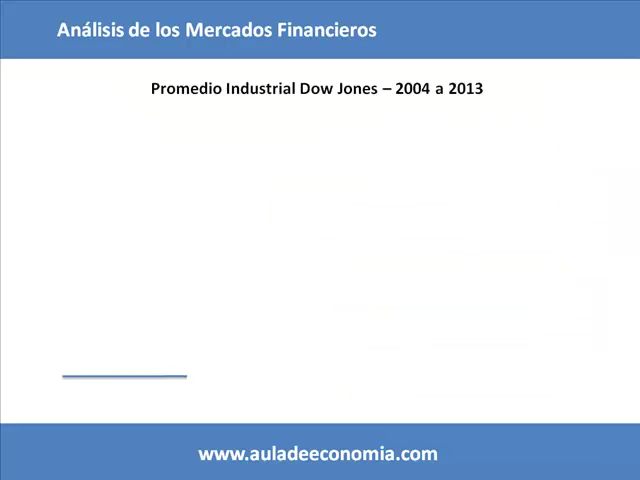 Análisis de los Mercados Financieros
Promedio Industrial Dow Jones – 2004 a 2013
www.auladeeconomia.com